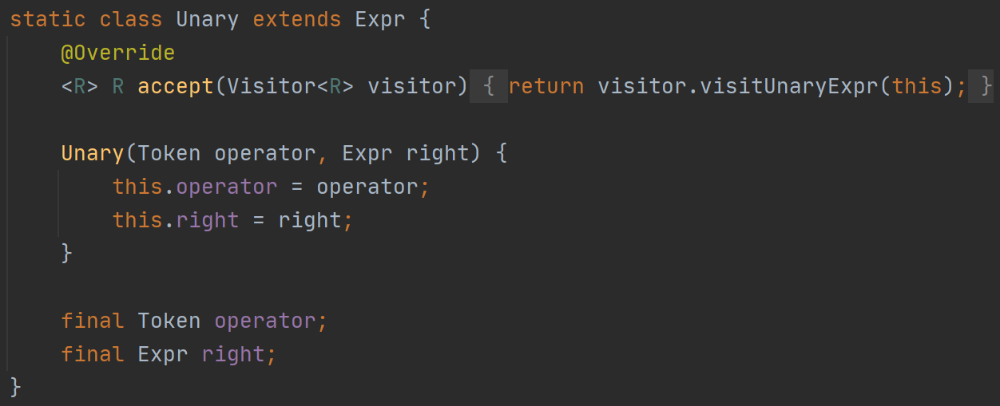 static class Unary extends Expr {
    @Override
    <R> R accept(Visitor<R> visitor) { return visitor.visitUnaryExpr(this); }

    Unary(Token operator, Expr right) {
        this.operator = operator;
        this.right = right;
    }

    final Token operator;
    final Expr right;
}